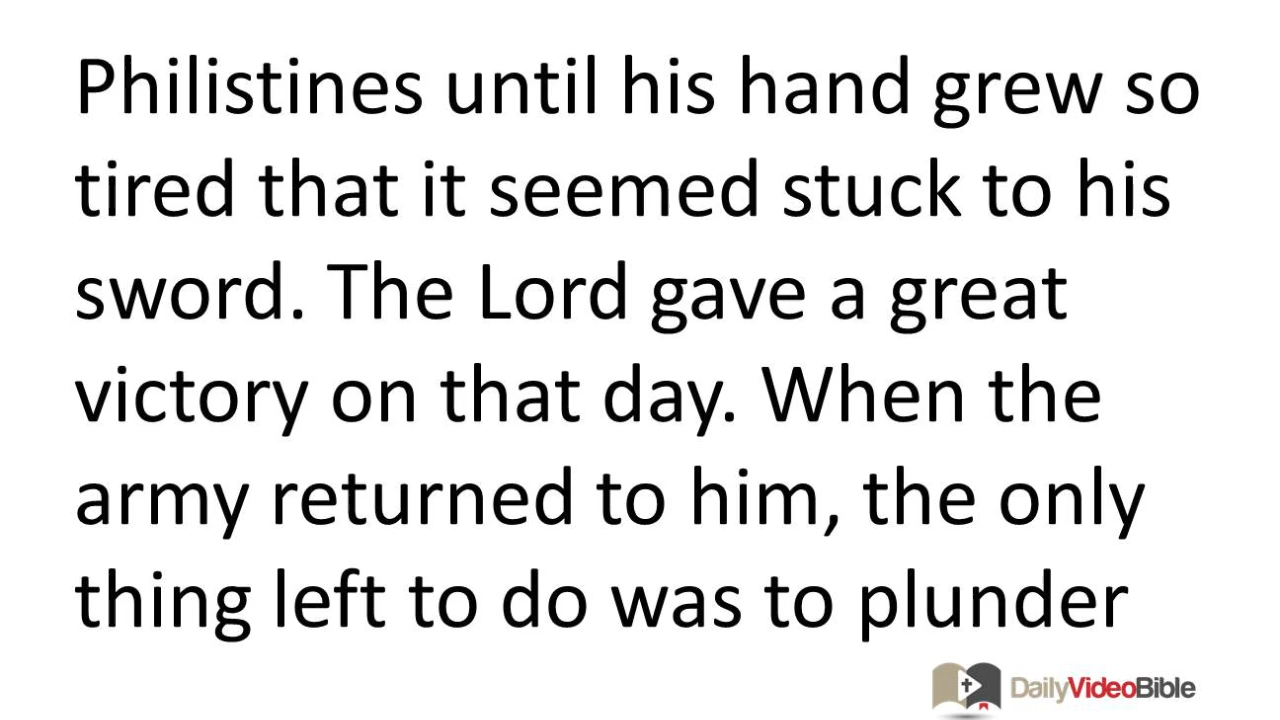 Philistines until his hand grew so
tired that it seemed stuck to his
sword. The Lord gave a great
victory on that day. When the
army returned to him, the only
thing left to do was to plunder
DailyVideoBible